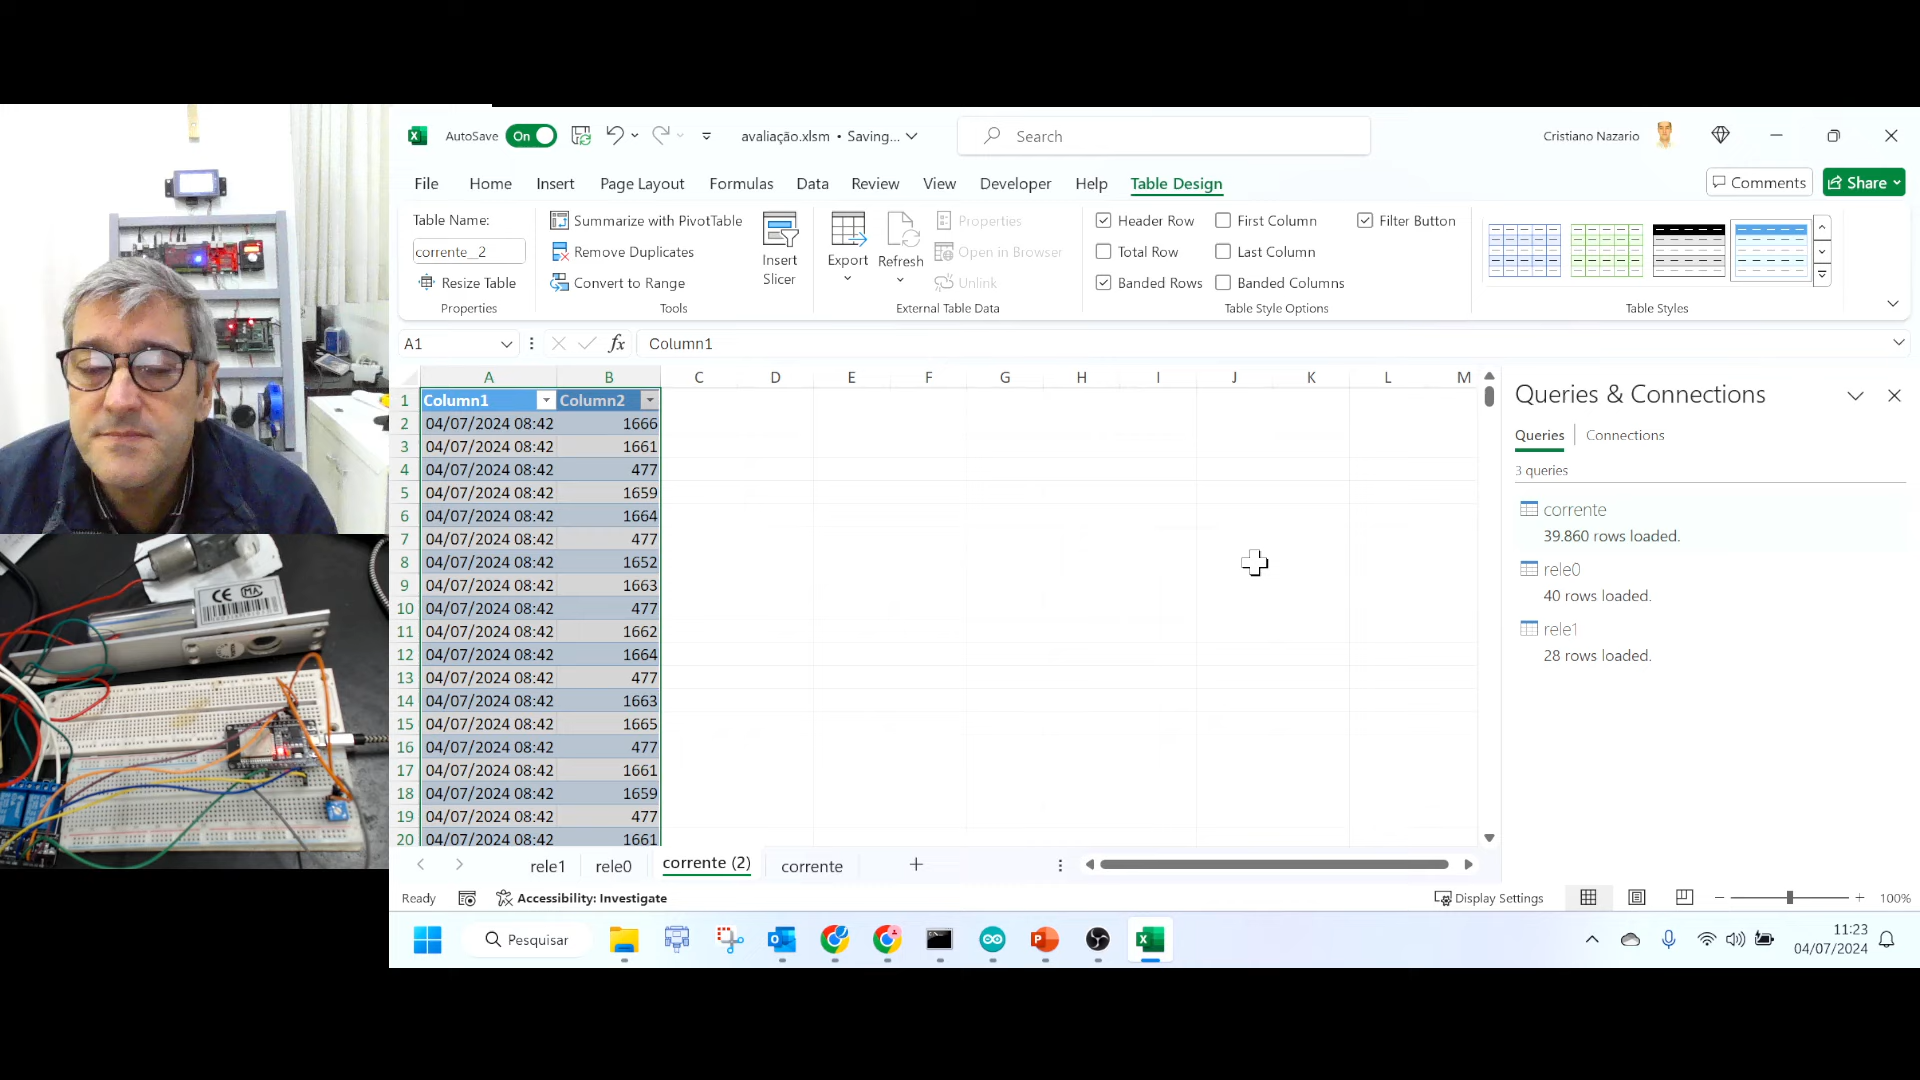 AutoSave On avaliação.xlsm • Saving... Search Cristiano Nazario
File Home Insert Page Layout Formulas Data Review View Developer Help Table Design Comments Share
Table Name:
corrente__2
Resize Table
Properties
Summarize with PivotTable
Remove Duplicates
Convert to Range
Tools
Insert
Slicer
Export
Refresh
Properties
Open in Browser
Unlink
External Table Data
Header Row First Column Filter Button
Total Row Last Column
Banded Rows Banded Columns
Table Style Options
Table Styles
A1 fx Column1
A B C D E F G H I J K L M
1 Column1 Column2
2 04/07/2024 08:42 1666
3 04/07/2024 08:42 1661
4 04/07/2024 08:42 477
5 04/07/2024 08:42 1659
6 04/07/2024 08:42 1664
7 04/07/2024 08:42 477
8 04/07/2024 08:42 1652
9 04/07/2024 08:42 1663
10 04/07/2024 08:42 477
11 04/07/2024 08:42 1662
12 04/07/2024 08:42 1664
13 04/07/2024 08:42 477
14 04/07/2024 08:42 1663
15 04/07/2024 08:42 1665
16 04/07/2024 08:42 477
17 04/07/2024 08:42 1661
18 04/07/2024 08:42 1659
19 04/07/2024 08:42 477
20 04/07/2024 08:42 1661
Queries & Connections
Queries Connections
3 queries
corrente
39.860 rows loaded.
rele0
40 rows loaded.
rele1
28 rows loaded.
rele1 rele0 corrente (2) corrente
Ready Accessibility: Investigate Display Settings 100%
Pesquisar
11:23
04/07/2024
CE MA